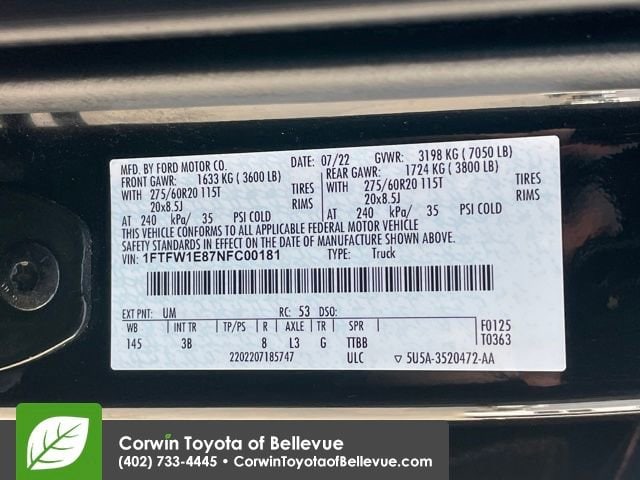 MFD. BY FORD MOTOR CO. DATE: 07/22 GVWR: 3198 KG ( 7050 LB)
FRONT GAWR: 1633 KG ( 3600 LB) REAR GAWR: 1724 KG ( 3800 LB)
WITH 275/60R20 115T TIRES WITH 275/60R20 115T TIRES
20x8.5J RIMS 20x8.5J RIMS
AT 240 kPa/ 35 PSI COLD AT 240 kPa/ 35 PSI COLD
THIS VEHICLE CONFORMS TO ALL APPLICABLE FEDERAL MOTOR VEHICLE
SAFETY STANDARDS IN EFFECT ON THE DATE OF MANUFACTURE SHOWN ABOVE.
VIN: 1FTFW1E87NFC00181 TYPE: Truck
EXT PNT: UM RC: 53 DSO:
WB INT TR TP/PS R AXLE TR SPR F0125
145 3B 8 L3 G TTBB T0363
2202207185747 ULC ▽ 5U5A-3520472-AA
Corwin Toyota of Bellevue
(402) 733-4445 • CorwinToyotaofBellevue.com